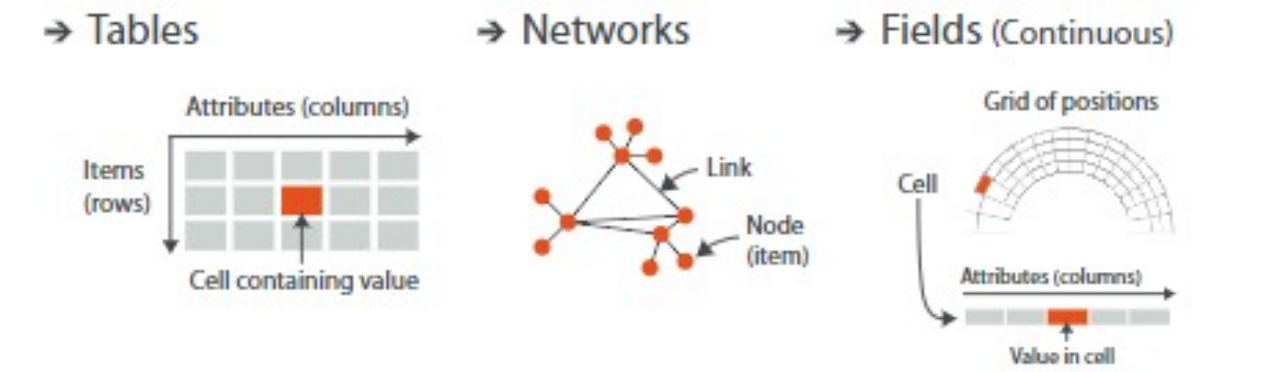 → Tables
Attributes (columns)
Items
(rows)
Cell containing value
→ Networks
Link
Node
(item)
→ Fields (Continuous)
Grid of positions
Cell
Attributes (columns)
Value in cell